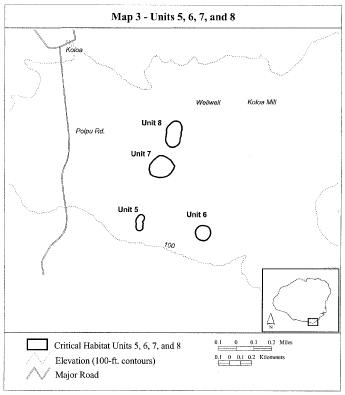 Map 3 - Units 5, 6, 7, and 8
Koloa
Weliweli
Koloa Mill
Unit 8
Poipu Rd.
Unit 7
Unit 5
Unit 6
100
N
Critical Habitat Units 5, 6, 7, and 8
Elevation (100-ft. contours)
Major Road
0.1 0 0.1 0.2 Miles
0.1 0 0.1 0.2 Kilometers